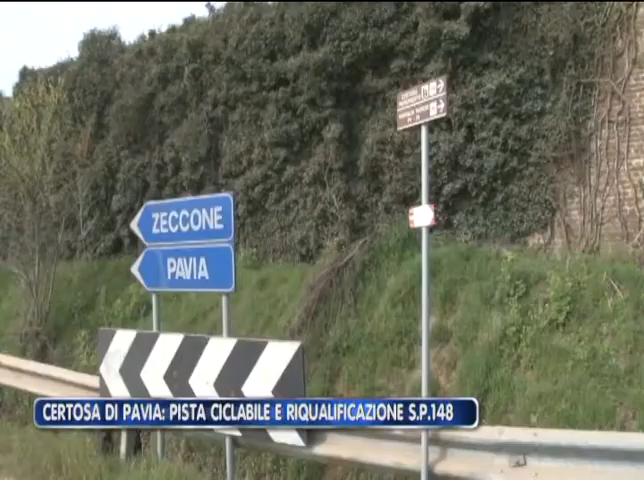 ZECCONE
PAVIA
CERTOSA DI PAVIA: PISTA CICLABILE E RIQUALIFICAZIONE S.P.148